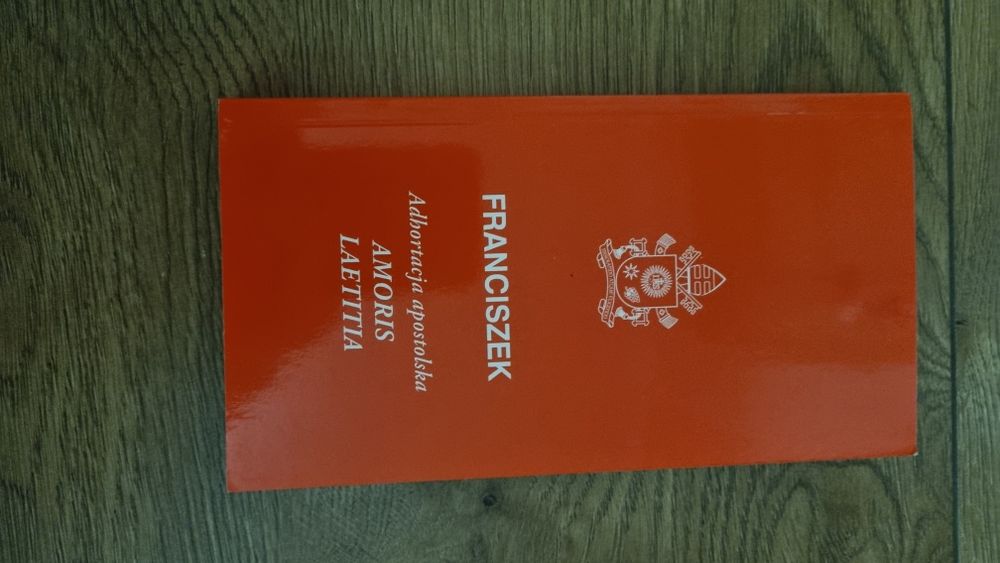 FRANCISZEK
Adhortacja apostolska
AMORIS
LAETITIA